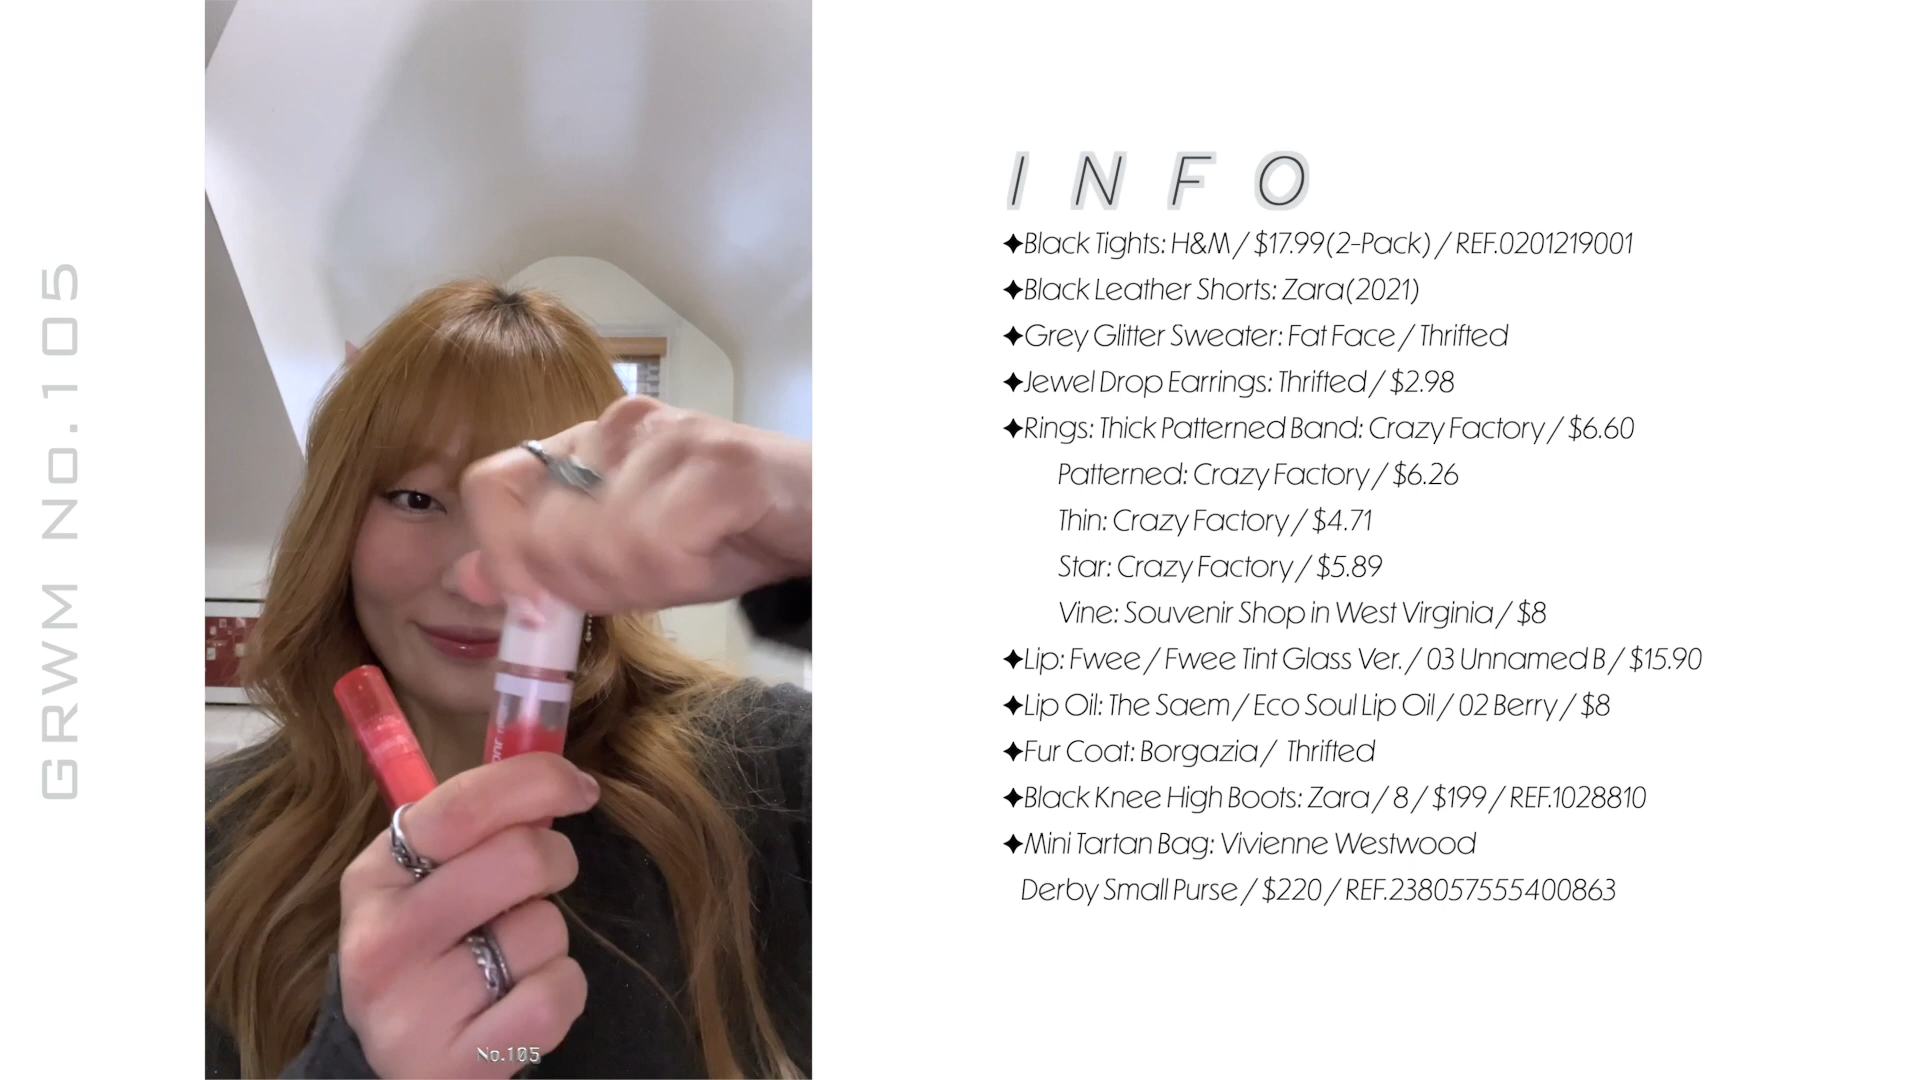 GRWM No.105
INFO
✦Black Tights: H&M / $17.99(2-Pack) / REF.0201219001
✦Black Leather Shorts: Zara(2021)
✦Grey Glitter Sweater: Fat Face / Thrifted
✦Jewel Drop Earrings: Thrifted / $2.98
✦Rings: Thick Patterned Band: Crazy Factory / $6.60
Patterned: Crazy Factory / $6.26
Thin: Crazy Factory / $4.71
Star: Crazy Factory / $5.89
Vine: Souvenir Shop in West Virginia / $8
✦Lip: Fwee / Fwee Tint Glass Ver. / 03 Unnamed B / $15.90
✦Lip Oil: The Saem / Eco Soul Lip Oil / 02 Berry / $8
✦Fur Coat: Borgazia / Thrifted
✦Black Knee High Boots: Zara / 8 / $199 / REF.1028810
✦Mini Tartan Bag: Vivienne Westwood
Derby Small Purse / $220 / REF.238057555400863
No.105